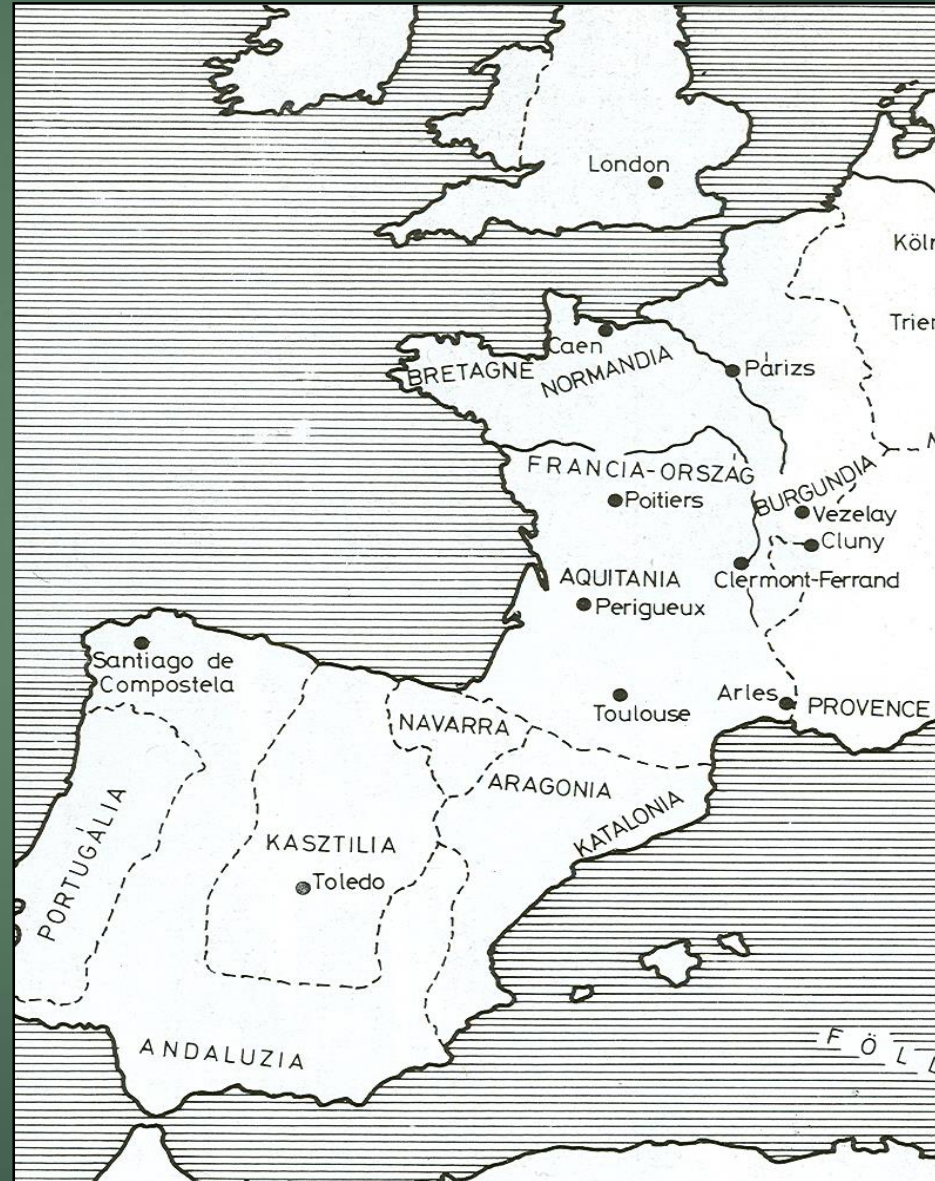 London
Köln
Trier
Caen
BRETAGNE
NORMANDIA
Párizs
FRANCIA-ORSZÁG
Poitiers
BURGUNDIA
Vezelay
Cluny
Clermont-Ferrand
AQUITANIA
Perigueux
Santiago de
Compostela
Toulouse
Arles
PROVENCE
NAVARRA
ARAGONIA
KATALONIA
PORTUGÁLIA
KASZTILIA
Toledo
ANDALUZIA
FÖL